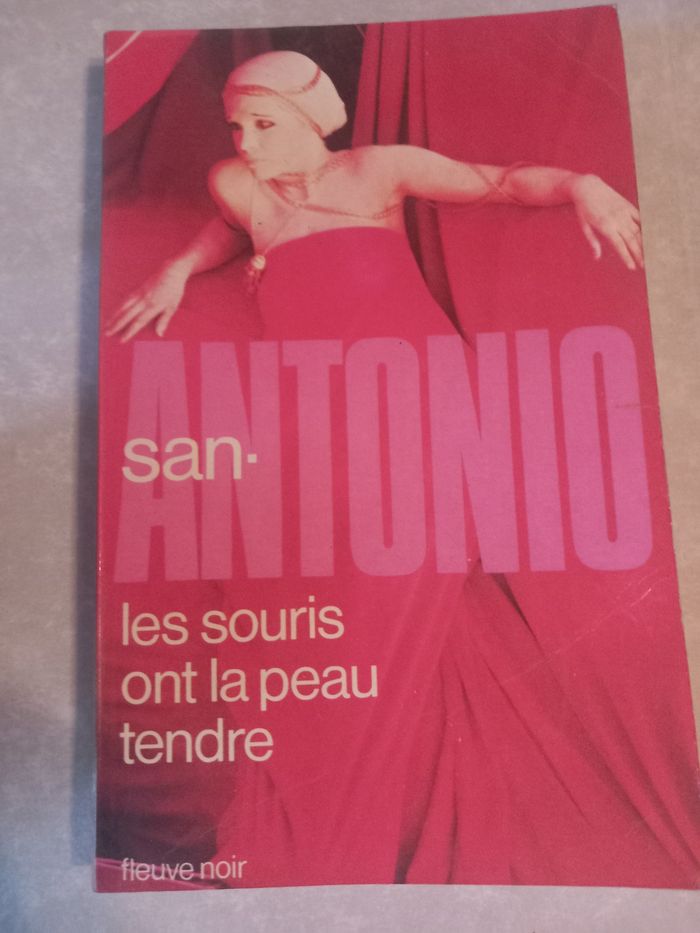 san-
ANTONIO
les souris
ont la peau
tendre
fleuve noir